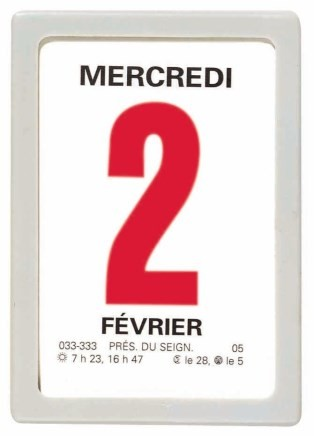 MERCREDI
2
FÉVRIER
033-333 PRÉS. DU SEIGN. 05
☼ 7 h 23, 16 h 47 ☾ le 28, ☻ le 5